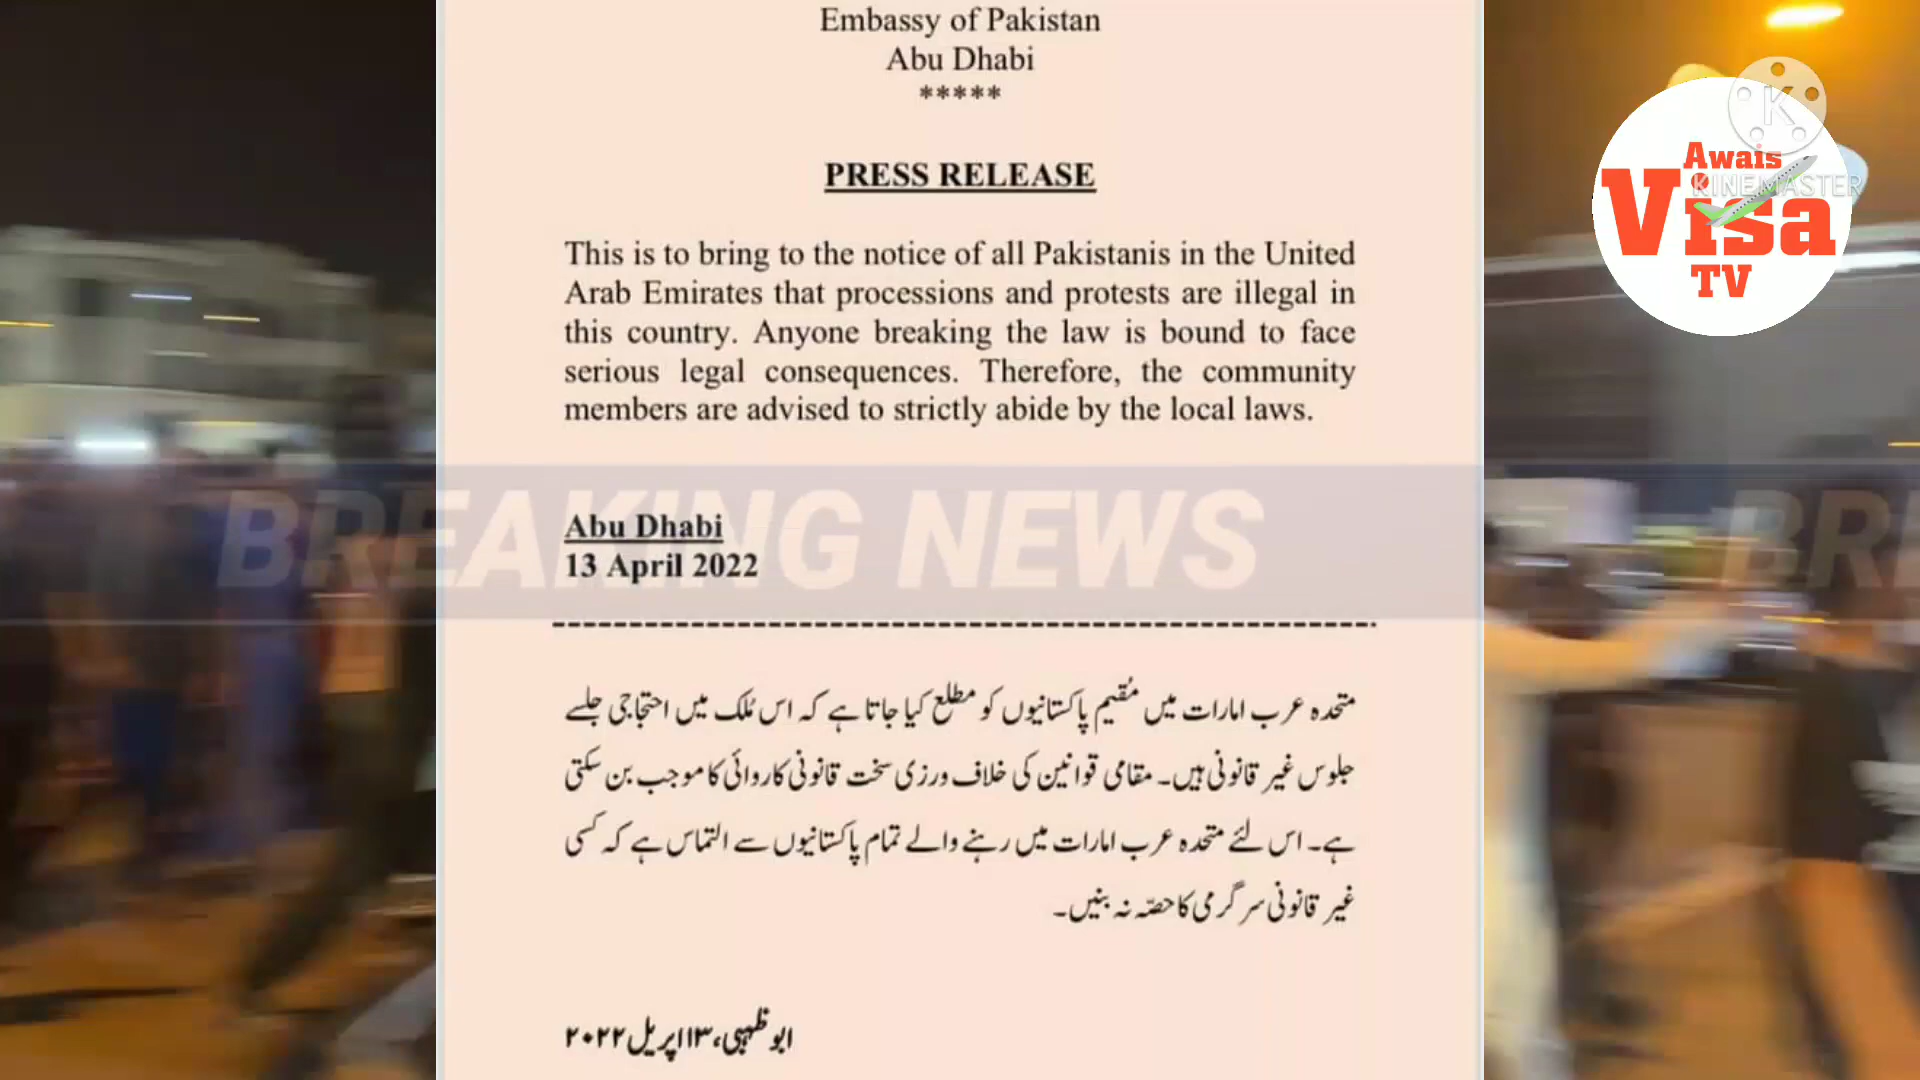 Embassy of Pakistan
Abu Dhabi
*****
PRESS RELEASE
This is to bring to the notice of all Pakistanis in the United
Arab Emirates that processions and protests are illegal in
this country. Anyone breaking the law is bound to face
serious legal consequences. Therefore, the community
members are advised to strictly abide by the local laws.
Abu Dhabi
13 April 2022
متحدہ عرب امارات میں مُقیم پاکستانیوں کو مطلع کیا جاتا ہے کہ اس مُلک میں احتجاجی جلسے
جلوس غیر قانونی ہیں۔ مقامی قوانین کی خلاف ورزی سخت قانونی کاروائی کا موجب بن سکتی
ہے۔ اس لئے متحدہ عرب امارات میں رہنے والے تمام پاکستانیوں سے التماس ہے کہ کسی
غیر قانونی سرگرمی کا حصّہ نہ بنیں۔
ابوظہبی، ۱۳ اپریل ۲۰۲۲
BREAKING NEWS
BRE
Awais
Visa
TV
K
KINEMASTER